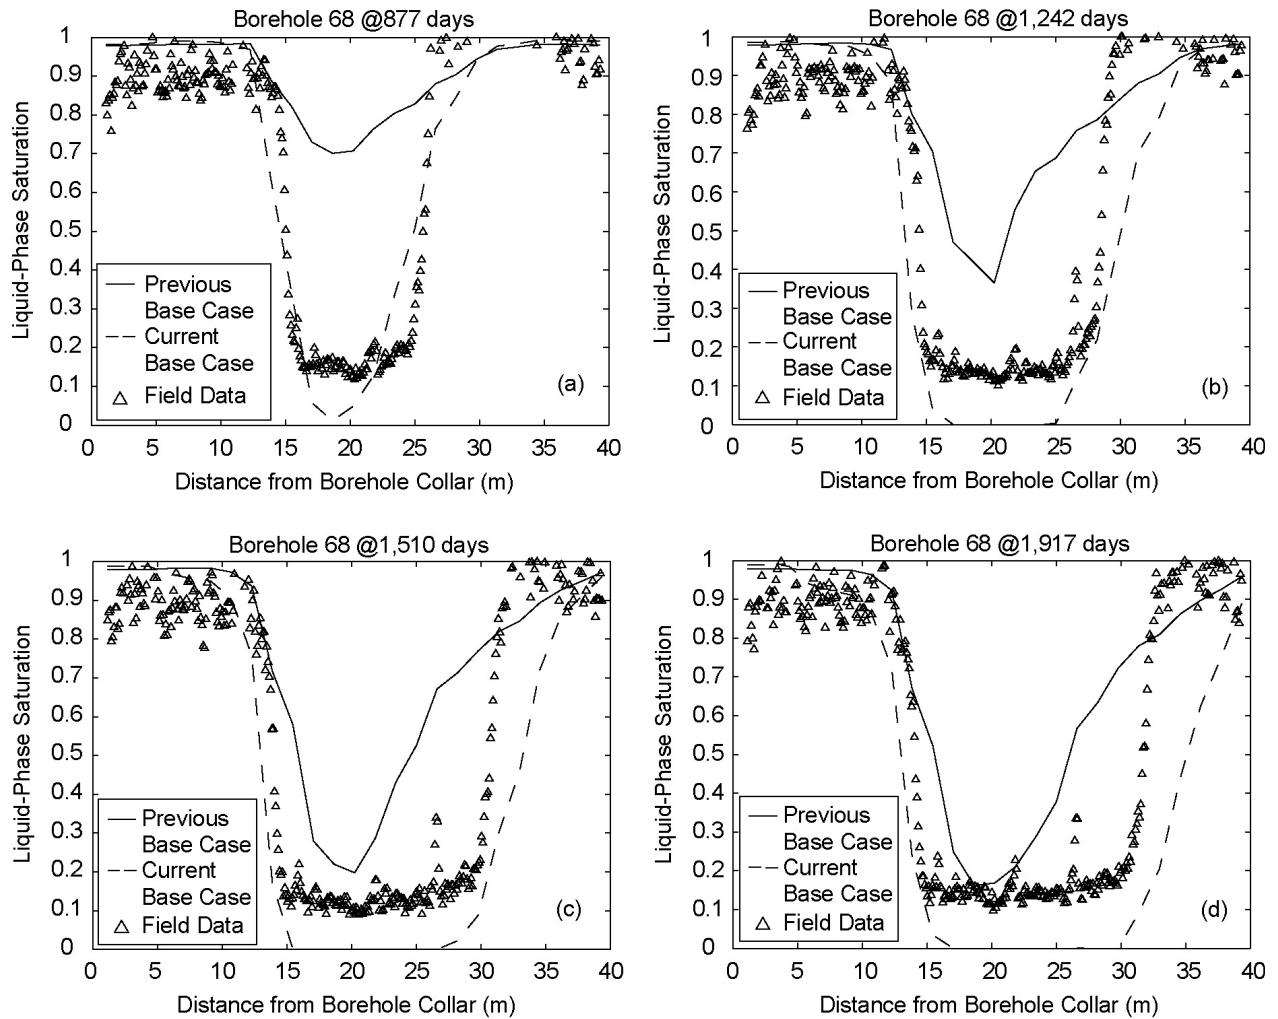 Borehole 68 @877 days
1
0.9
0.8
0.7
0.6
0.5
0.4
0.3
0.2
0.1
0
Liquid-Phase Saturation
Previous
Base Case
Current
Base Case
Field Data
(a)
0 5 10 15 20 25 30 35 40
Distance from Borehole Collar (m)
Borehole 68 @1,242 days
1
0.9
0.8
0.7
0.6
0.5
0.4
0.3
0.2
0.1
0
Liquid-Phase Saturation
Previous
Base Case
Current
Base Case
Field Data
(b)
0 5 10 15 20 25 30 35 40
Distance from Borehole Collar (m)
Borehole 68 @1,510 days
1
0.9
0.8
0.7
0.6
0.5
0.4
0.3
0.2
0.1
0
Liquid-Phase Saturation
Previous
Base Case
Current
Base Case
Field Data
(c)
0 5 10 15 20 25 30 35 40
Distance from Borehole Collar (m)
Borehole 68 @1,917 days
1
0.9
0.8
0.7
0.6
0.5
0.4
0.3
0.2
0.1
0
Liquid-Phase Saturation
Previous
Base Case
Current
Base Case
Field Data
(d)
0 5 10 15 20 25 30 35 40
Distance from Borehole Collar (m)